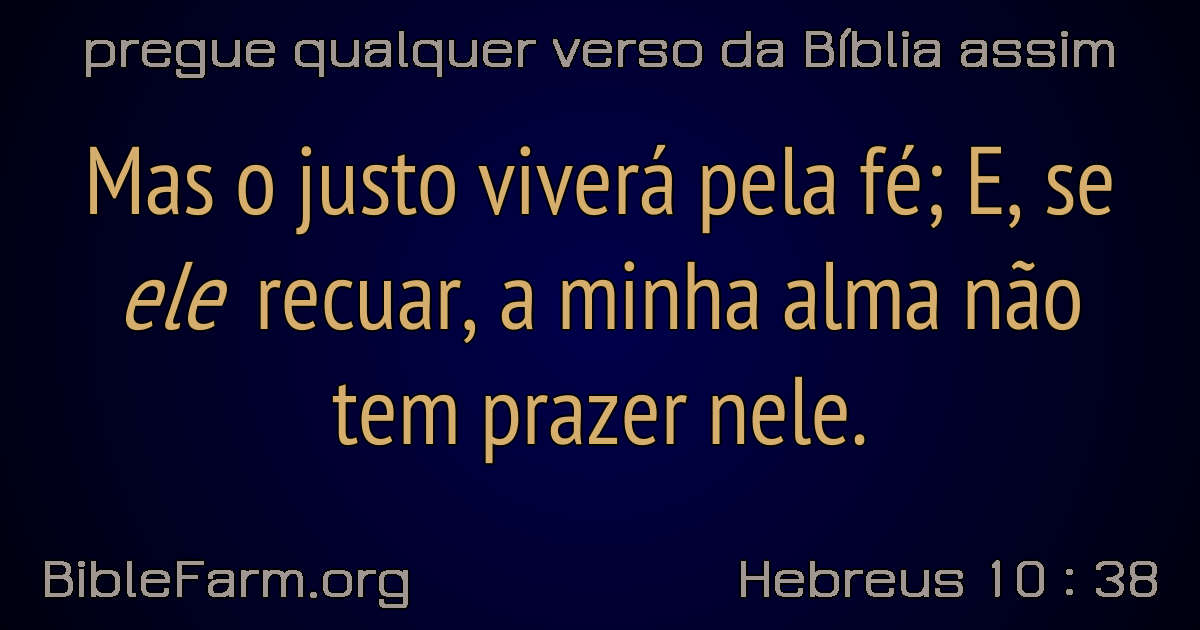 pregue qualquer verso da Bíblia assim
Mas o justo viverá pela fé; E, se
ele recuar, a minha alma não
tem prazer nele.
BibleFarm.org
Hebreus 10 : 38